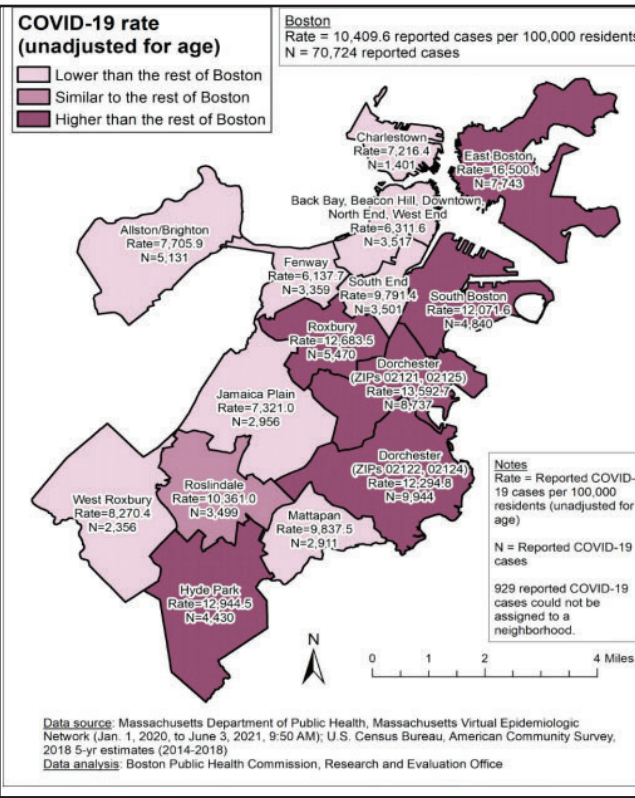 COVID-19 rate
(unadjusted for age)
Lower than the rest of Boston
Similar to the rest of Boston
Higher than the rest of Boston
Boston
Rate = 10,409.6 reported cases per 100,000 residents
N = 70,724 reported cases
Charlestown
Rate=7,216.4
N=1,401
East Boston
Rate=16,500.1
N=7,743
Back Bay, Beacon Hill, Downtown,
North End, West End
Rate=6,311.6
N=3,517
Allston/Brighton
Rate=7,705.9
N=5,131
Fenway
Rate=6,137.7
N=3,359
South End
Rate=9,791.4
N=3,501
South Boston
Rate=12,071.6
N=4,840
Roxbury
Rate=12,683.5
N=5,470
Dorchester
(ZIPs 02121, 02125)
Rate=13,592.7
N=8,737
Jamaica Plain
Rate=7,321.0
N=2,956
Dorchester
(ZIPs 02122, 02124)
Rate=12,294.8
N=9,944
West Roxbury
Rate=8,270.4
N=2,356
Roslindale
Rate=10,361.0
N=3,499
Mattapan
Rate=9,837.5
N=2,911
Hyde Park
Rate=12,944.5
N=4,430
Notes
Rate = Reported COVID-
19 cases per 100,000
residents (unadjusted for
age)
N = Reported COVID-19
cases
929 reported COVID-19
cases could not be
assigned to a
neighborhood.
N
0 1 2 4 Miles
Data source: Massachusetts Department of Public Health, Massachusetts Virtual Epidemiologic
Network (Jan. 1, 2020, to June 3, 2021, 9:50 AM); U.S. Census Bureau, American Community Survey,
2018 5-yr estimates (2014-2018)
Data analysis: Boston Public Health Commission, Research and Evaluation Office